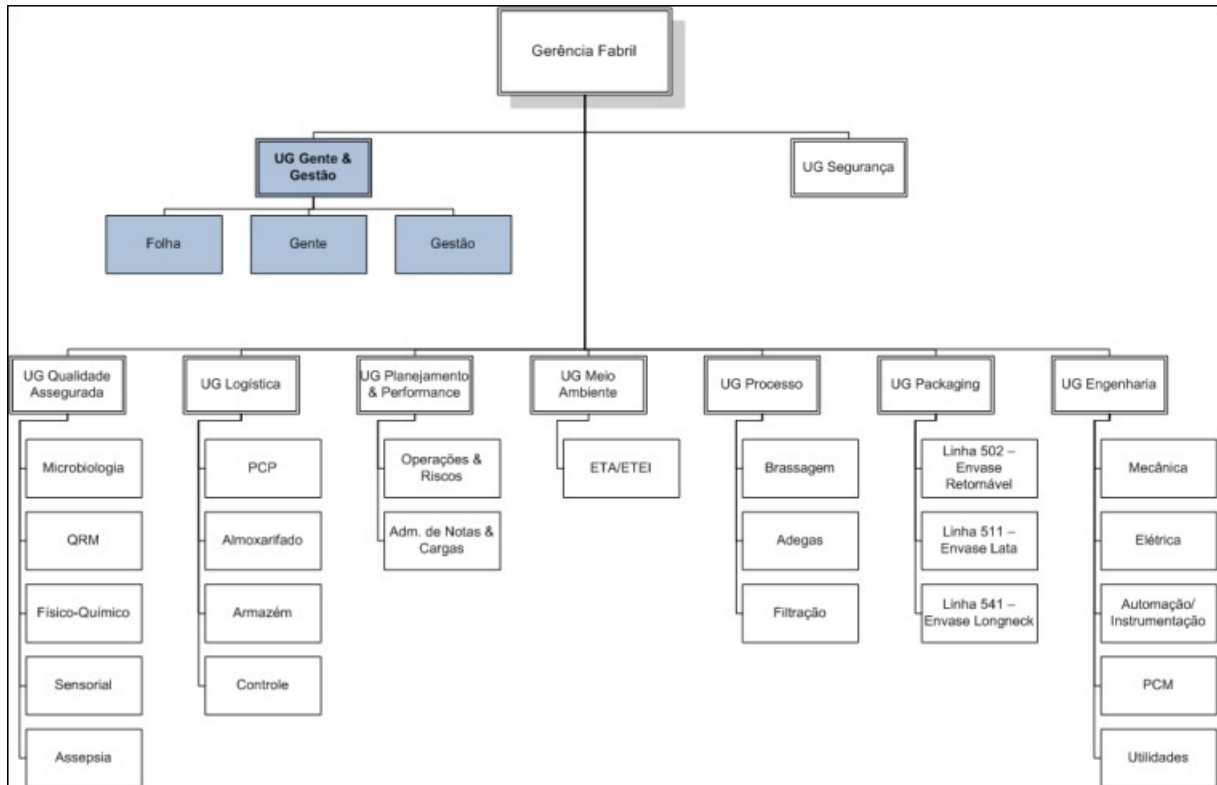 Gerência Fabril
UG Gente &
Gestão
UG Segurança
Folha
Gente
Gestão
UG Qualidade
Assegurada
UG Logística
UG Planejamento
& Performance
UG Meio
Ambiente
UG Processo
UG Packaging
UG Engenharia
Microbiologia
QRM
Físico-Químico
Sensorial
Assepsia
PCP
Almoxarifado
Armazém
Controle
Operações &
Riscos
Adm. de Notas &
Cargas
ETA/ETEI
Brassagem
Adegas
Filtração
Linha 502 –
Envase
Retornável
Linha 511 –
Envase Lata
Linha 541 –
Envase Longneck
Mecânica
Elétrica
Automação/
Instrumentação
PCM
Utilidades